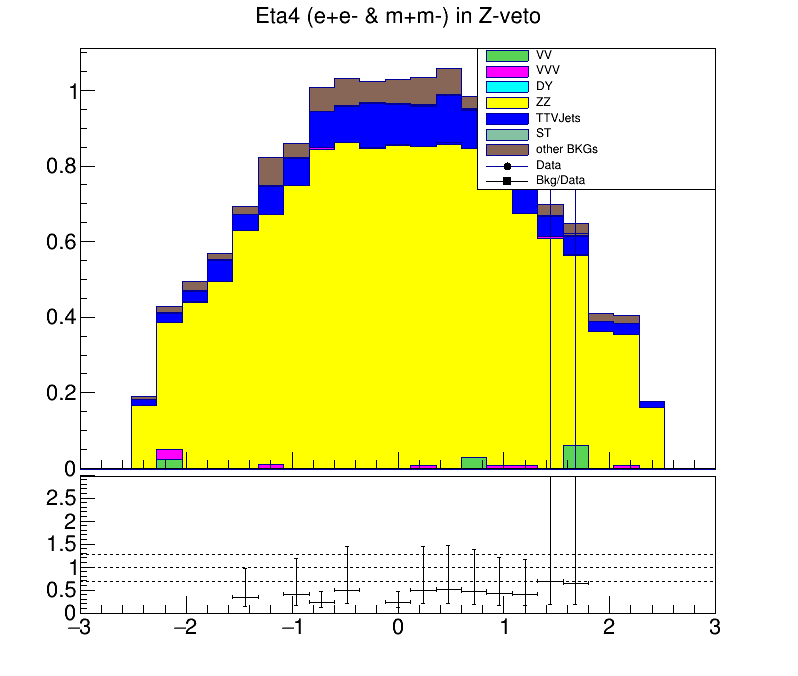 Eta4 (e+e- & m+m-) in Z-veto
VV
VVV
DY
ZZ
TTVJets
ST
other BKGs
Data
Bkg/Data
1
0.8
0.6
0.4
0.2
0
2.5
2
1.5
1
0.5
0
−3 −2 −1 0 1 2 3